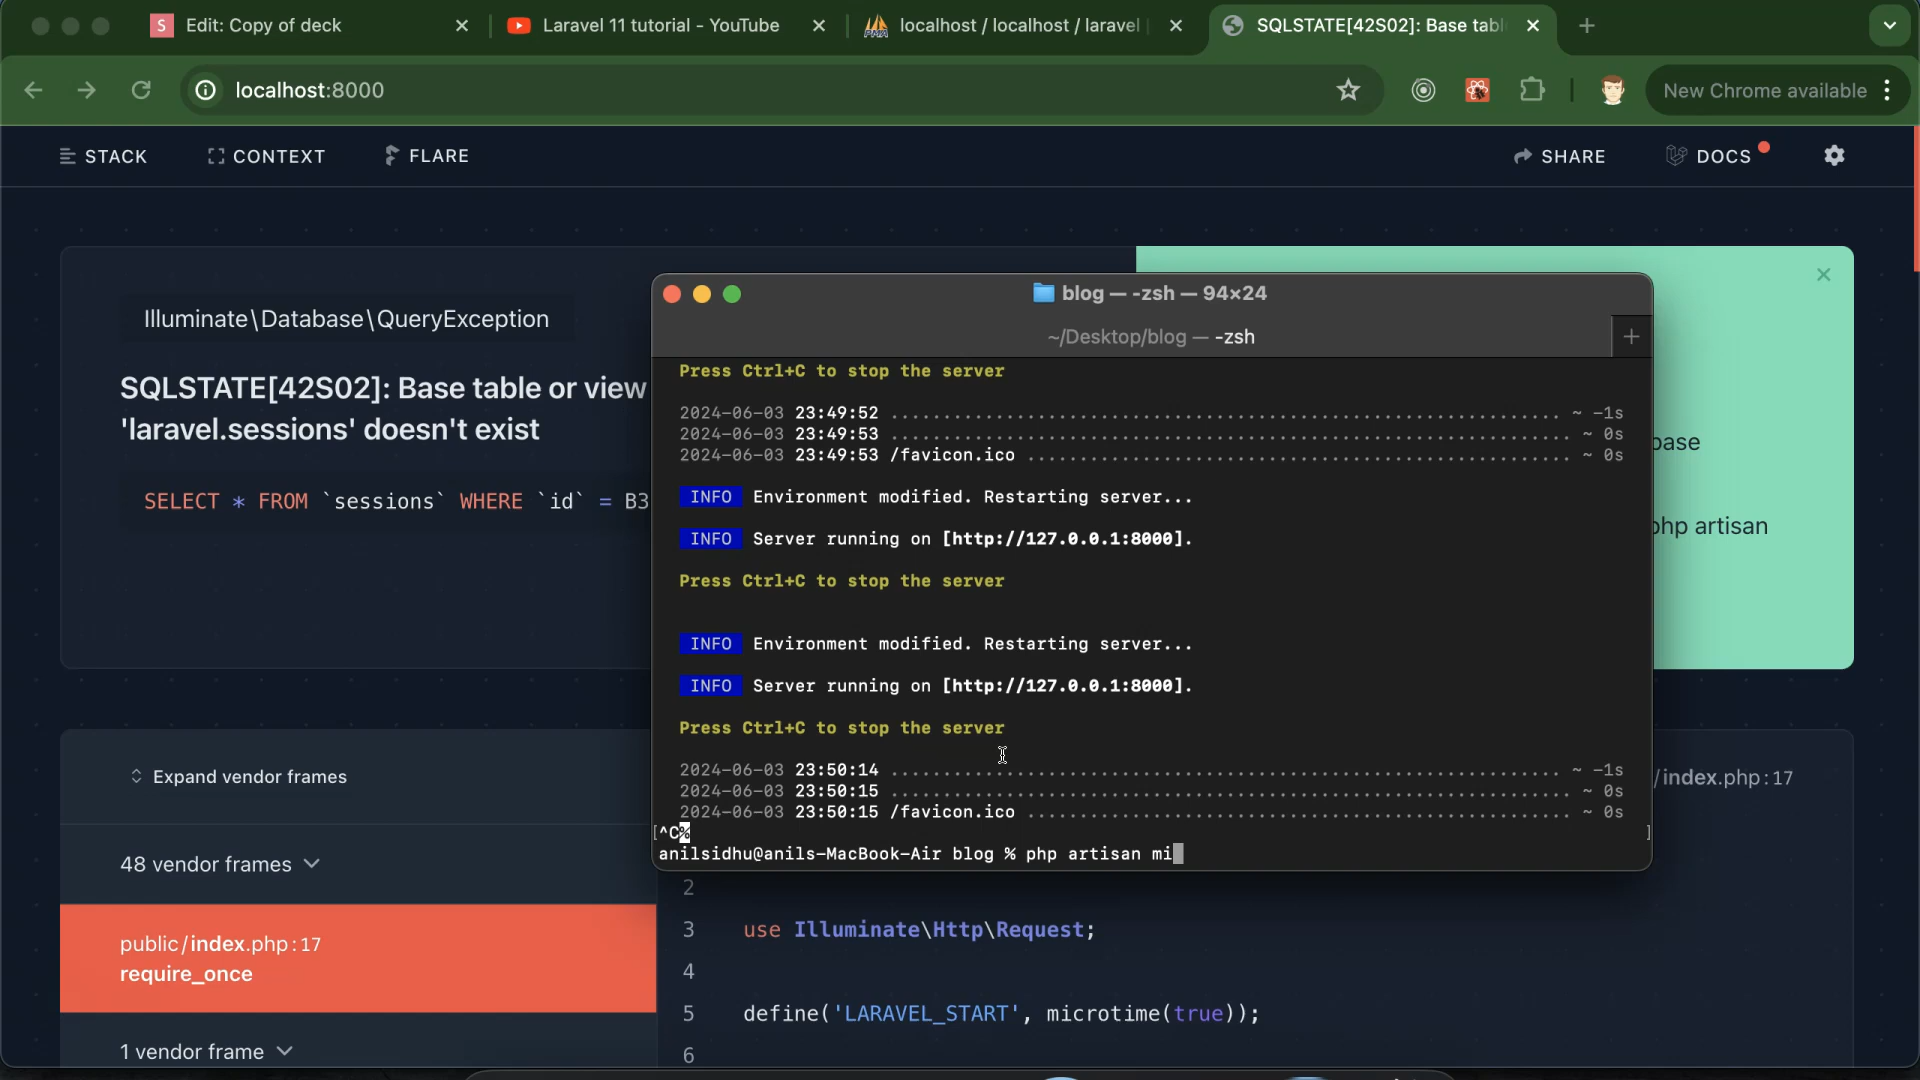 S Edit: Copy of deck
Laravel 11 tutorial - YouTube
localhost / localhost / laravel
SQLSTATE[42S02]: Base tabl
localhost:8000
New Chrome available
STACK
CONTEXT
FLARE
SHARE
DOCS
Illuminate\Database\QueryException
SQLSTATE[42S02]: Base table or view
'laravel.sessions' doesn't exist
SELECT * FROM `sessions` WHERE `id` = B3
php artisan
blog — -zsh — 94×24
~/Desktop/blog — -zsh
Press Ctrl+C to stop the server
2024-06-03 23:49:52 ................................................................ ~ -1s
2024-06-03 23:49:53 ................................................................. ~ 0s
2024-06-03 23:49:53 /favicon.ico .................................................... ~ 0s
INFO Environment modified. Restarting server...
INFO Server running on [http://127.0.0.1:8000].
Press Ctrl+C to stop the server
INFO Environment modified. Restarting server...
INFO Server running on [http://127.0.0.1:8000].
Press Ctrl+C to stop the server
2024-06-03 23:50:14 ................................................................ ~ -1s
2024-06-03 23:50:15 ................................................................. ~ 0s
2024-06-03 23:50:15 /favicon.ico .................................................... ~ 0s
[^C% ]
anilsidhu@anils-MacBook-Air blog % php artisan mi
Expand vendor frames
48 vendor frames
public/index.php:17
require_once
1 vendor frame
/index.php:17
2
3 use Illuminate\Http\Request;
4
5 define('LARAVEL_START', microtime(true));
6